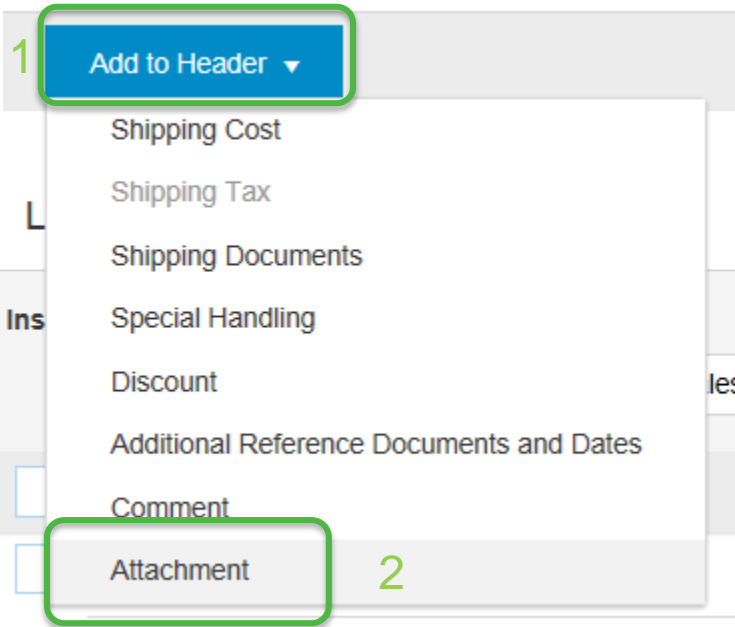 1 Add to Header
Shipping Cost
Shipping Tax
L
Shipping Documents
Ins Special Handling
Discount
Additional Reference Documents and Dates
Comment
Attachment 2